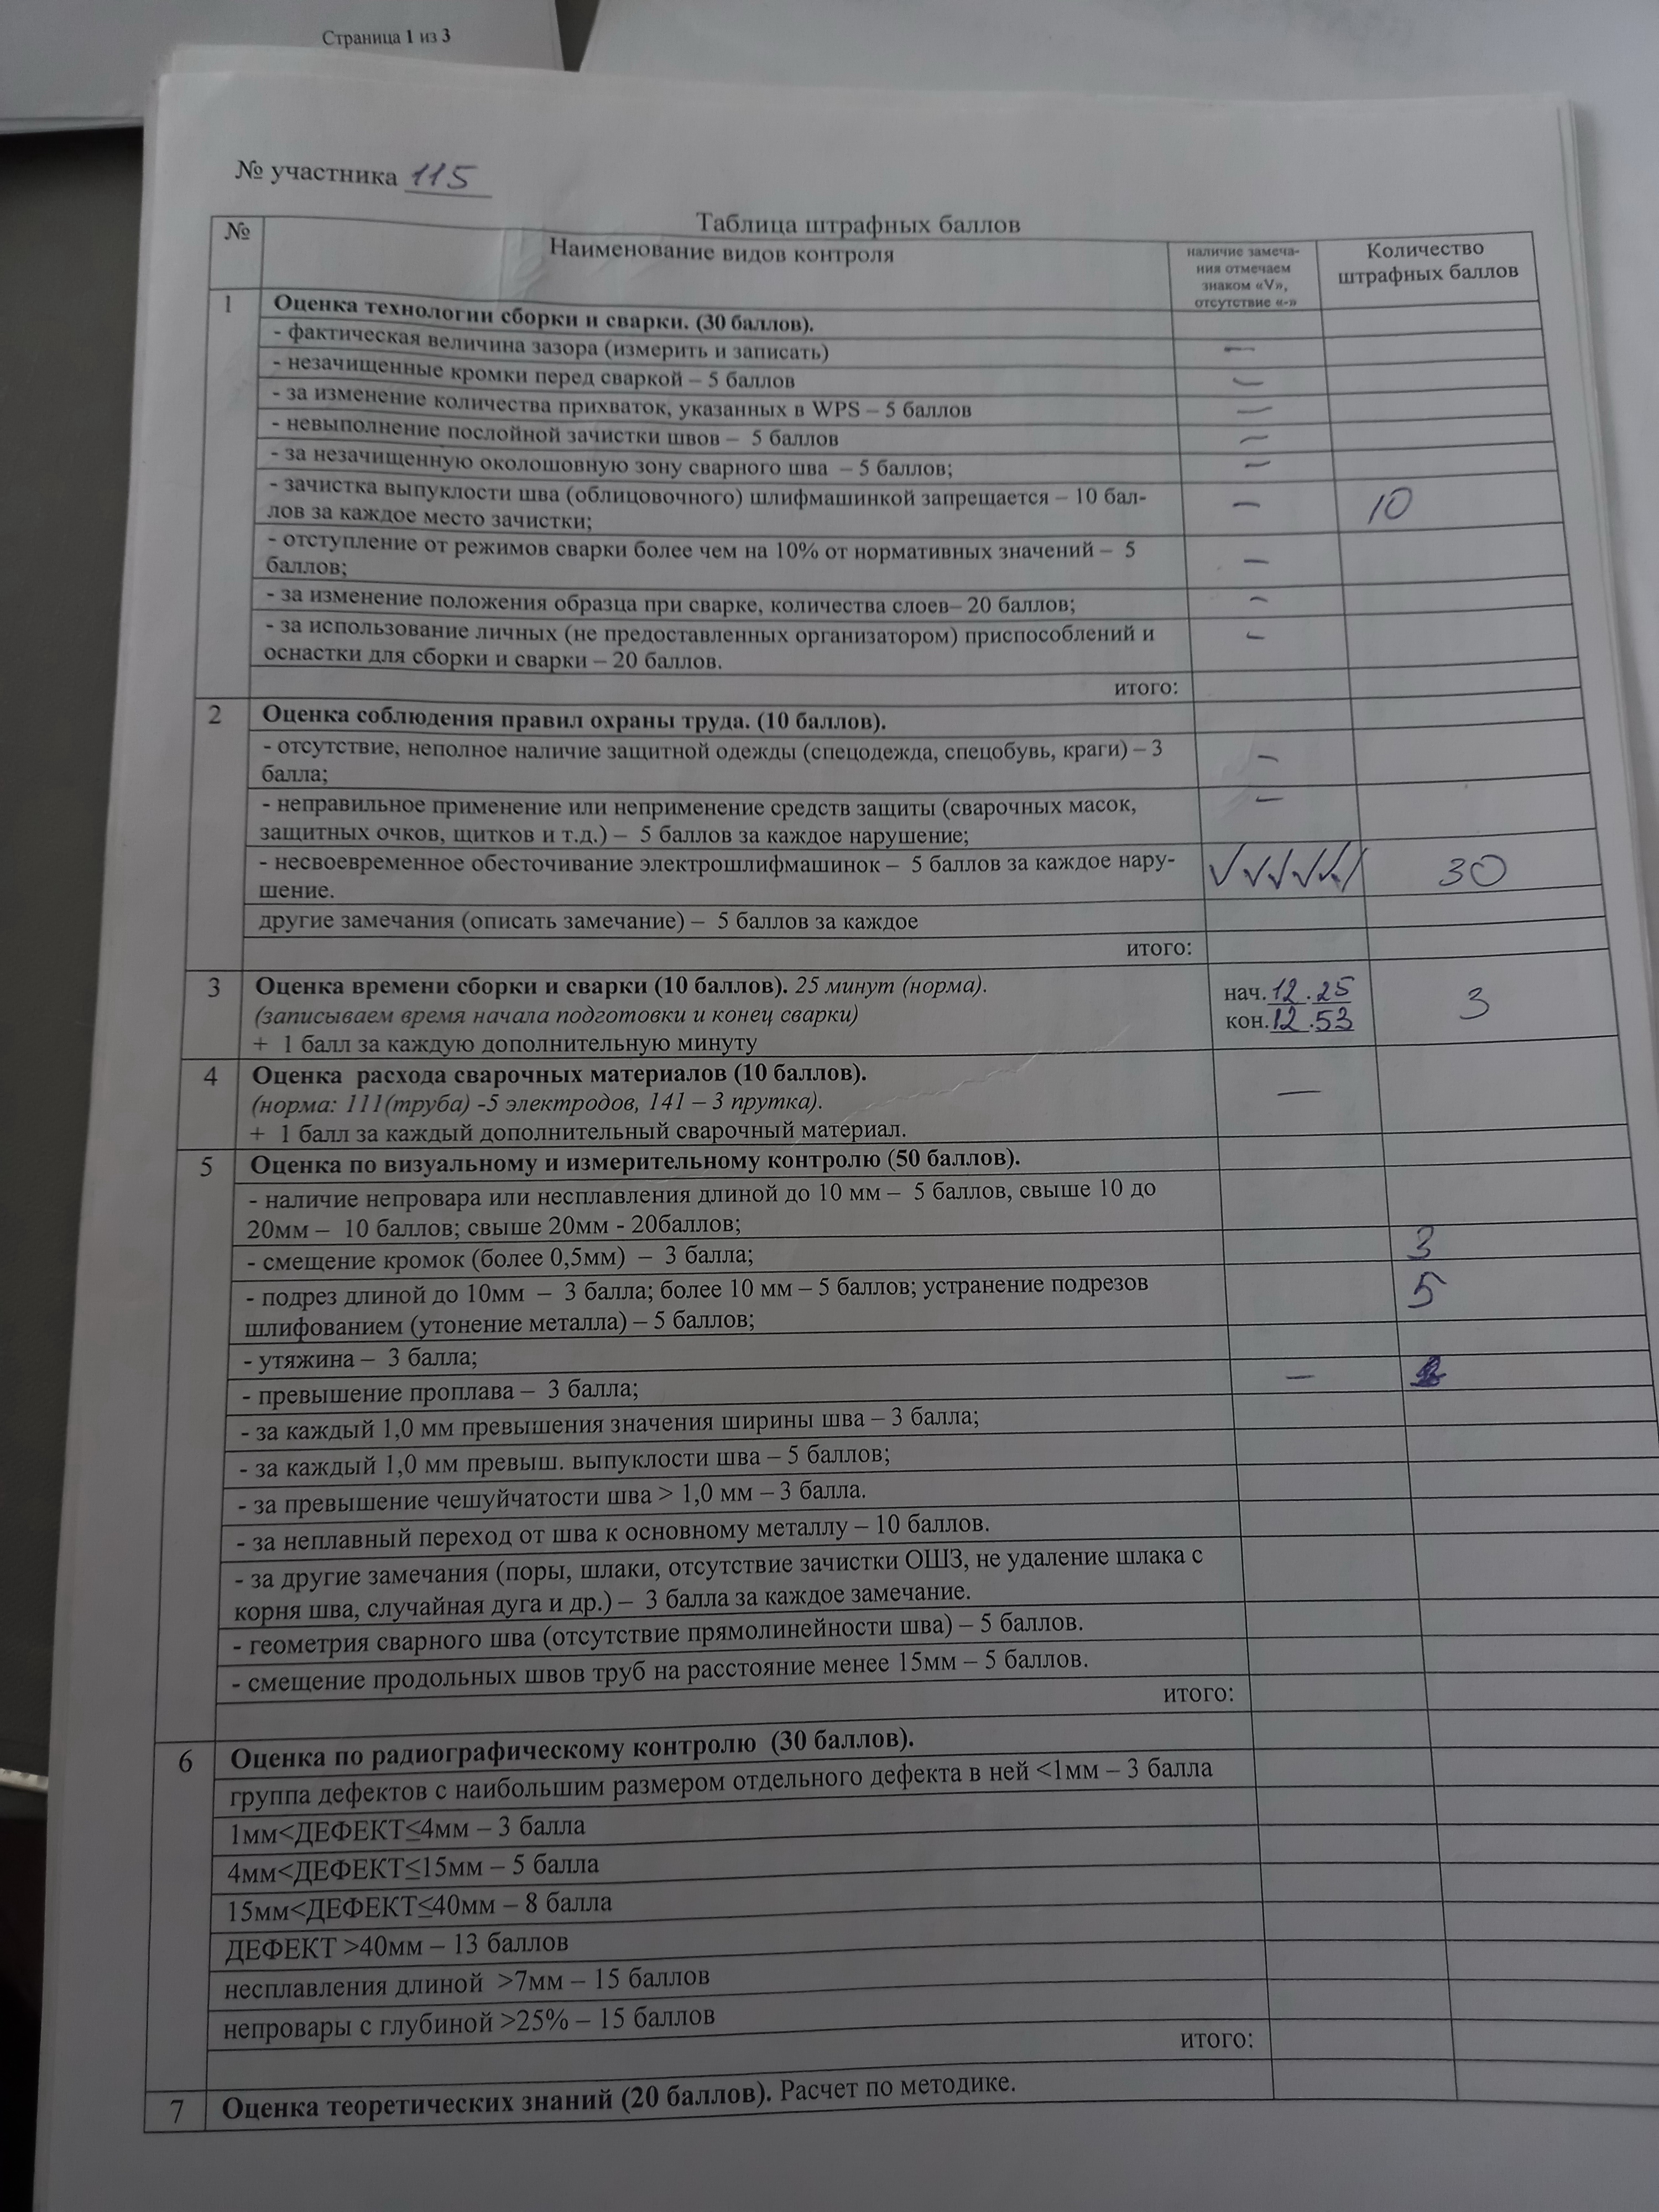 Страница 1 из 3
№ участника 115
Таблица штрафных баллов
№
Наименование видов контроля
наличие замеча-
ния отмечаем
знаком «V»,
отсутствие «-»
Количество
штрафных баллов
1
Оценка технологии сборки и сварки. (30 баллов).
- фактическая величина зазора (измерить и записать) —
- незачищенные кромки перед сваркой – 5 баллов —
- за изменение количества прихваток, указанных в WPS – 5 баллов —
- невыполнение послойной зачистки швов – 5 баллов —
- за незачищенную околошовную зону сварного шва – 5 баллов; —
- зачистка выпуклости шва (облицовочного) шлифмашинкой запрещается – 10 бал-
лов за каждое место зачистки; — 10
- отступление от режимов сварки более чем на 10% от нормативных значений – 5
баллов; —
- за изменение положения образца при сварке, количества слоев– 20 баллов; —
- за использование личных (не предоставленных организатором) приспособлений и
оснастки для сборки и сварки – 20 баллов. —
итого:
2
Оценка соблюдения правил охраны труда. (10 баллов).
- отсутствие, неполное наличие защитной одежды (спецодежда, спецобувь, краги) – 3
балла; —
- неправильное применение или неприменение средств защиты (сварочных масок,
защитных очков, щитков и т.д.) – 5 баллов за каждое нарушение; —
- несвоевременное обесточивание электрошлифмашинок – 5 баллов за каждое нару-
шение. VVVVVV 30
другие замечания (описать замечание) – 5 баллов за каждое
итого:
3
Оценка времени сборки и сварки (10 баллов). 25 минут (норма).
(записываем время начала подготовки и конец сварки)
+ 1 балл за каждую дополнительную минуту
нач. 12.25
кон. 12.53
3
4
Оценка расхода сварочных материалов (10 баллов).
(норма: 111(труба) -5 электродов, 141 – 3 прутка).
+ 1 балл за каждый дополнительный сварочный материал.
—
5
Оценка по визуальному и измерительному контролю (50 баллов).
- наличие непровара или несплавления длиной до 10 мм – 5 баллов, свыше 10 до
20мм – 10 баллов; свыше 20мм - 20баллов;
- смещение кромок (более 0,5мм) – 3 балла; 3
- подрез длиной до 10мм – 3 балла; более 10 мм – 5 баллов; устранение подрезов
шлифованием (утонение металла) – 5 баллов; 5
- утяжина – 3 балла;
- превышение проплава – 3 балла; —
- за каждый 1,0 мм превышения значения ширины шва – 3 балла;
- за каждый 1,0 мм превыш. выпуклости шва – 5 баллов;
- за превышение чешуйчатости шва > 1,0 мм – 3 балла.
- за неплавный переход от шва к основному металлу – 10 баллов.
- за другие замечания (поры, шлаки, отсутствие зачистки ОШЗ, не удаление шлака с
корня шва, случайная дуга и др.) – 3 балла за каждое замечание.
- геометрия сварного шва (отсутствие прямолинейности шва) – 5 баллов.
- смещение продольных швов труб на расстояние менее 15мм – 5 баллов.
итого:
6
Оценка по радиографическому контролю (30 баллов).
группа дефектов с наибольшим размером отдельного дефекта в ней <1мм – 3 балла
1мм<ДЕФЕКТ≤4мм – 3 балла
4мм<ДЕФЕКТ≤15мм – 5 балла
15мм<ДЕФЕКТ≤40мм – 8 балла
ДЕФЕКТ >40мм – 13 баллов
несплавления длиной >7мм – 15 баллов
непровары с глубиной >25% – 15 баллов
итого:
7
Оценка теоретических знаний (20 баллов). Расчет по методике.